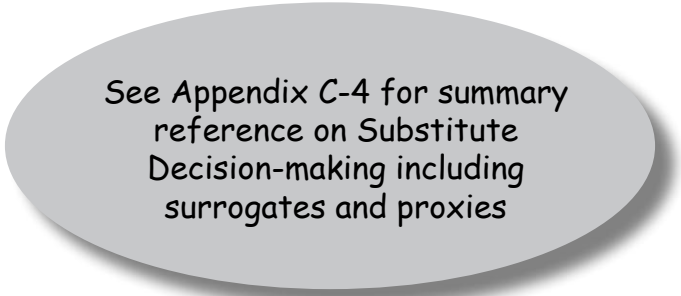 See Appendix C-4 for summary
reference on Substitute
Decision-making including
surrogates and proxies